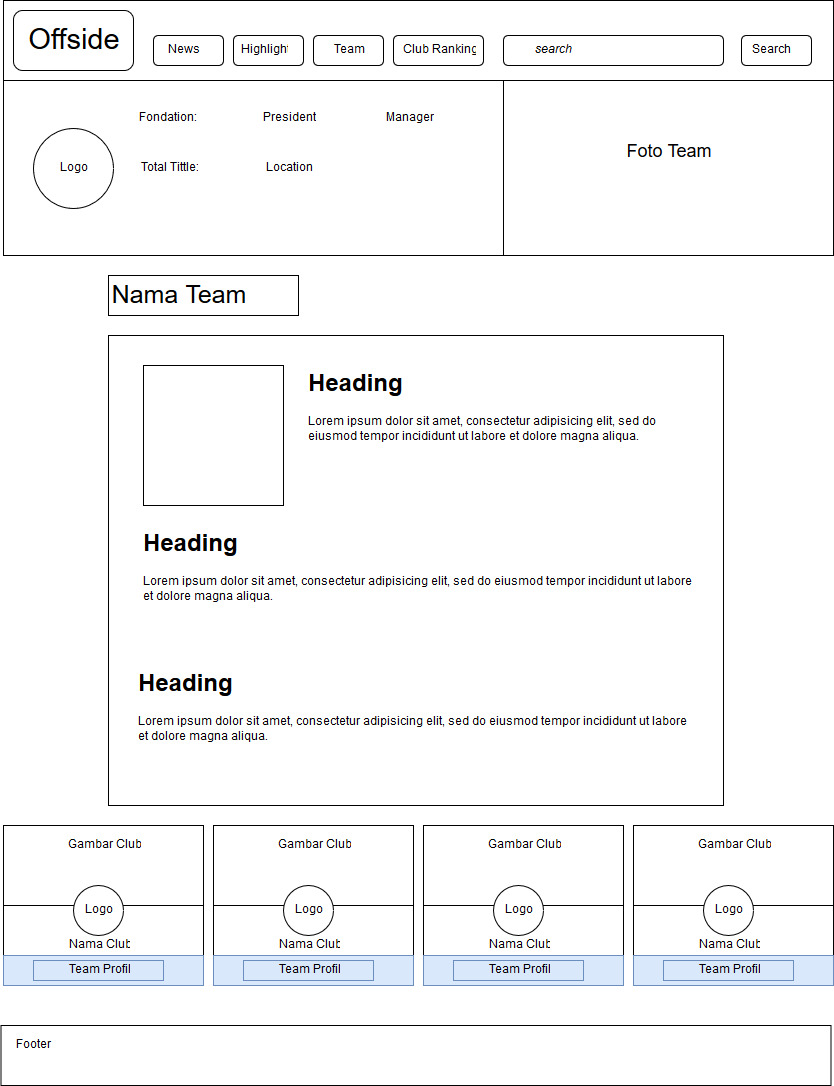 Offside
News
Highligh
Team
Club Ranking
search
Search
Fondation:
President
Manager
Logo
Total Tittle:
Location
Foto Team
Nama Team
Heading
Lorem ipsum dolor sit amet, consectetur adipisicing elit, sed do
eiusmod tempor incididunt ut labore et dolore magna aliqua.
Heading
Lorem ipsum dolor sit amet, consectetur adipisicing elit, sed do eiusmod tempor incididunt ut labore
et dolore magna aliqua.
Heading
Lorem ipsum dolor sit amet, consectetur adipisicing elit, sed do eiusmod tempor incididunt ut labore
et dolore magna aliqua.
Gambar Club
Logo
Nama Club
Team Profil
Gambar Club
Logo
Nama Club
Team Profil
Gambar Club
Logo
Nama Club
Team Profil
Gambar Club
Logo
Nama Club
Team Profil
Footer